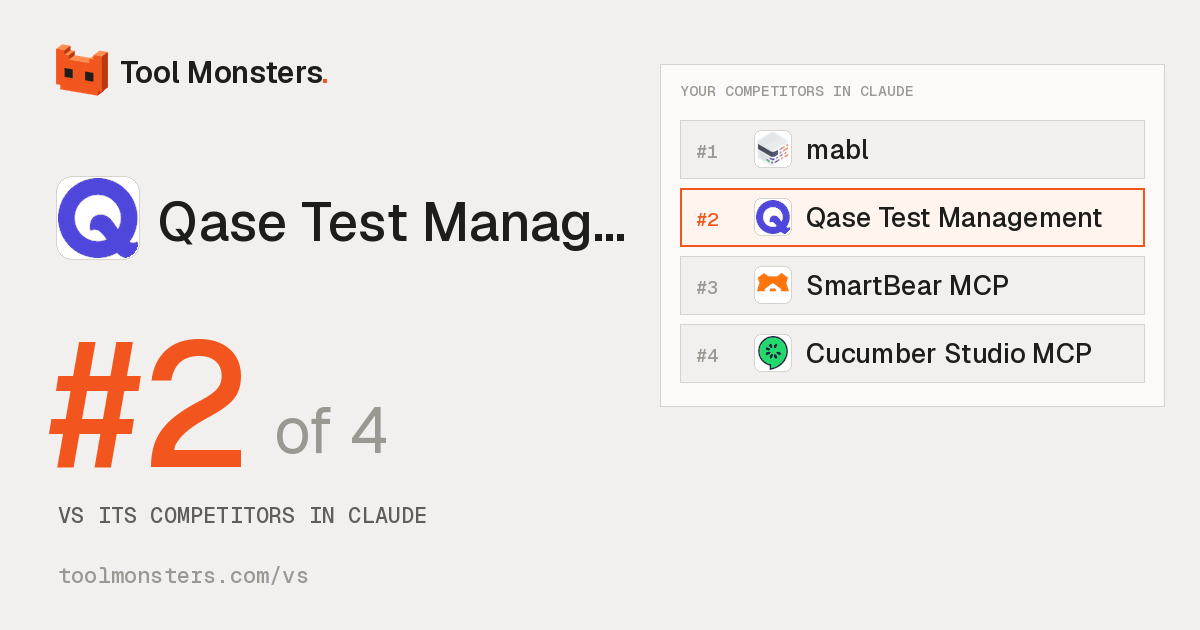 Tool Monsters.
Qase Test Manag...
#2 of 4
VS ITS COMPETITORS IN CLAUDE
toolmonsters.com/vs
YOUR COMPETITORS IN CLAUDE
#1 mabl
#2 Qase Test Management
#3 SmartBear MCP
#4 Cucumber Studio MCP